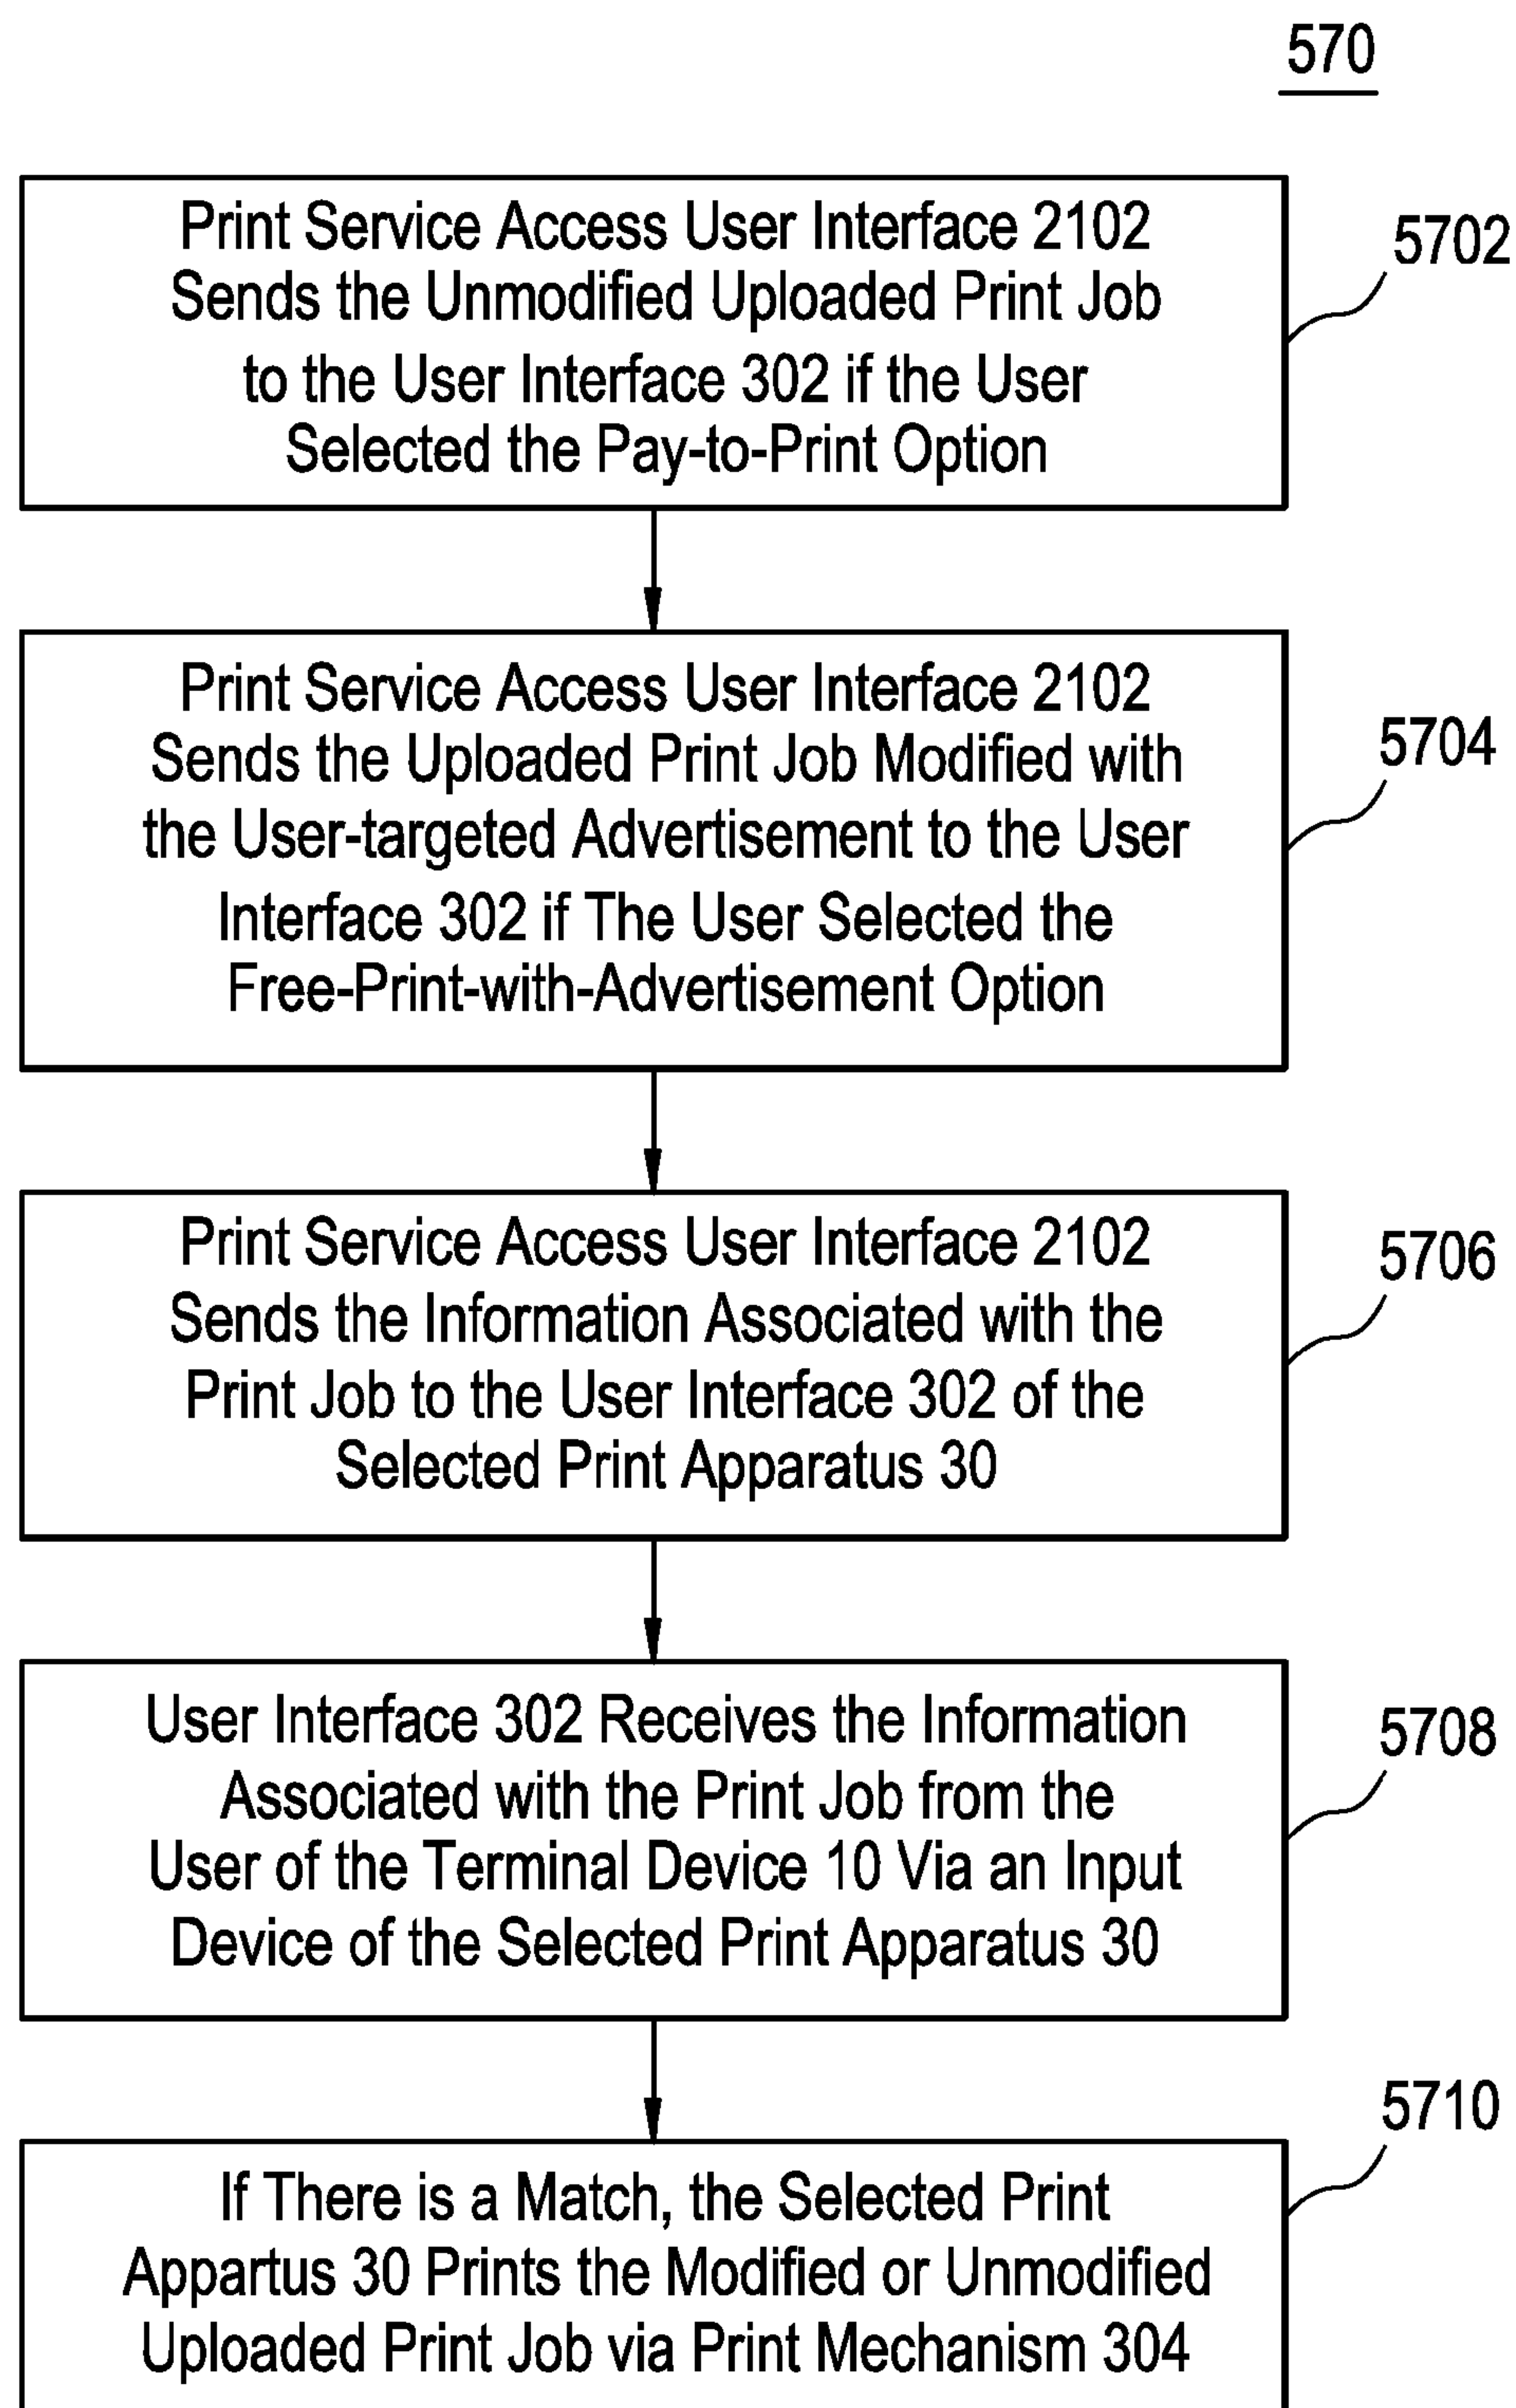 570
Print Service Access User Interface 2102
Sends the Unmodified Uploaded Print Job
to the User Interface 302 if the User
Selected the Pay-to-Print Option
5702
Print Service Access User Interface 2102
Sends the Uploaded Print Job Modified with
the User-targeted Advertisement to the User
Interface 302 if The User Selected the
Free-Print-with-Advertisement Option
5704
Print Service Access User Interface 2102
Sends the Information Associated with the
Print Job to the User Interface 302 of the
Selected Print Apparatus 30
5706
User Interface 302 Receives the Information
Associated with the Print Job from the
User of the Terminal Device 10 Via an Input
Device of the Selected Print Apparatus 30
5708
If There is a Match, the Selected Print
Appartus 30 Prints the Modified or Unmodified
Uploaded Print Job via Print Mechanism 304
5710